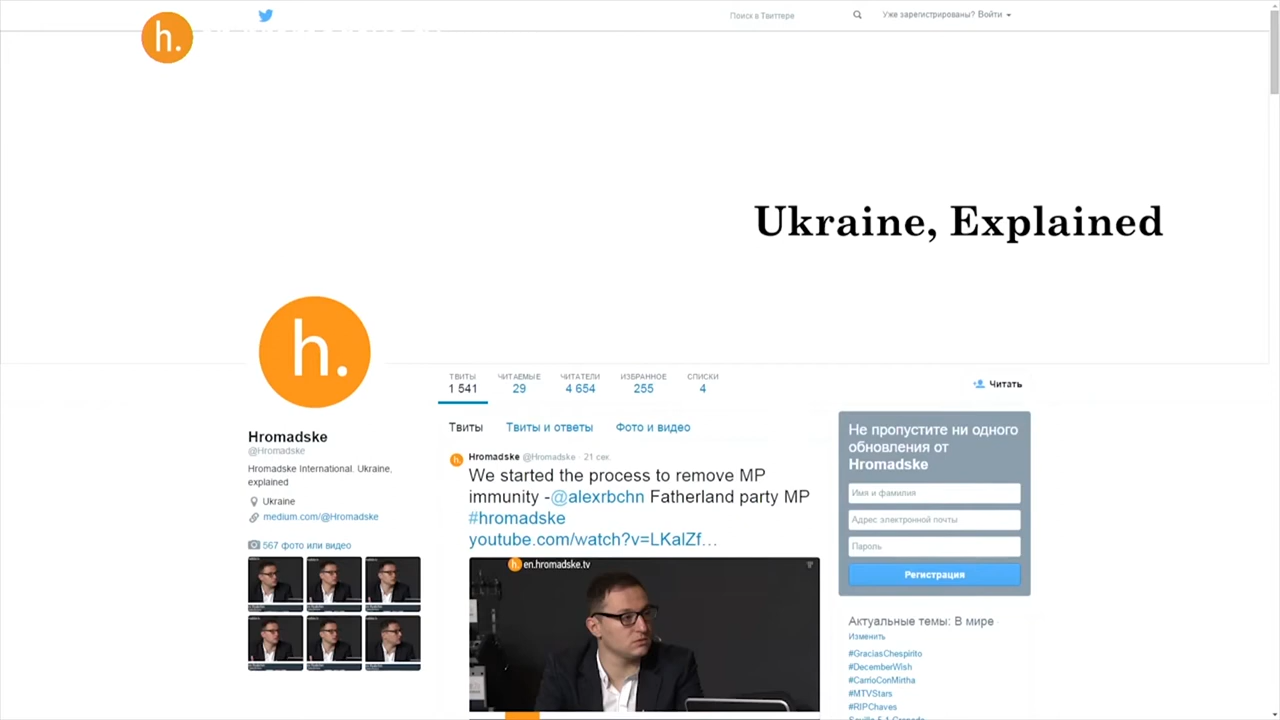 h.
Поиск в Твиттере
Уже зарегистрированы? Войти
Ukraine, Explained
h.
ТВИТЫ ЧИТАЕМЫЕ ЧИТАТЕЛИ ИЗБРАННОЕ СПИСКИ
1 541 29 4 654 255 4
Читать
Hromadske
@Hromadske
Hromadske International. Ukraine,
explained
Ukraine
medium.com/@Hromadske
567 фото или видео
Твиты Твиты и ответы Фото и видео
Hromadske @Hromadske · 21 сек.
We started the process to remove MP
immunity -@alexrbchn Fatherland party MP
#hromadske
youtube.com/watch?v=LKalZf…
h. en.hromadske.tv
Не пропустите ни одного
обновления от
Hromadske
Имя и фамилия
Адрес электронной почты
Пароль
Регистрация
Актуальные темы: В мире
Изменить
#GraciasChespirito
#DecemberWish
#CarrioConMirtha
#MTVStars
#RIPChaves